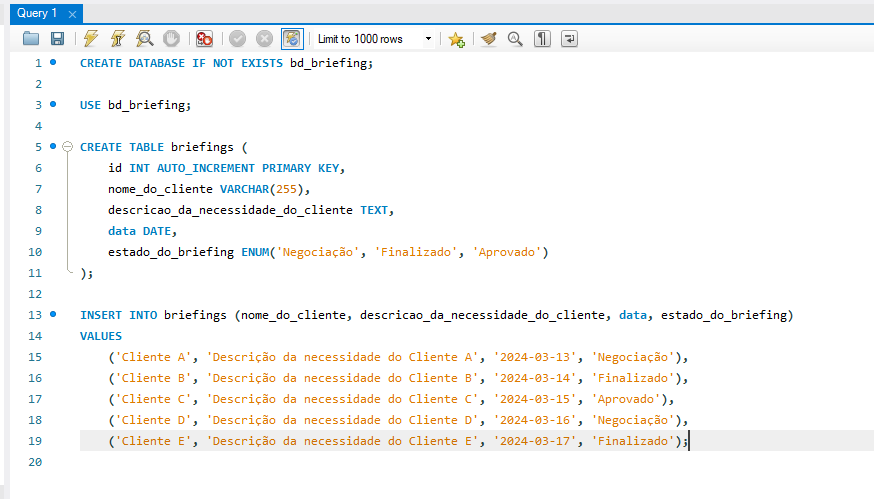 Query 1
Limit to 1000 rows
1 CREATE DATABASE IF NOT EXISTS bd_briefing;
2
3 USE bd_briefing;
4
5 CREATE TABLE briefings (
6 id INT AUTO_INCREMENT PRIMARY KEY,
7 nome_do_cliente VARCHAR(255),
8 descricao_da_necessidade_do_cliente TEXT,
9 data DATE,
10 estado_do_briefing ENUM('Negociação', 'Finalizado', 'Aprovado')
11 );
12
13 INSERT INTO briefings (nome_do_cliente, descricao_da_necessidade_do_cliente, data, estado_do_briefing)
14 VALUES
15 ('Cliente A', 'Descrição da necessidade do Cliente A', '2024-03-13', 'Negociação'),
16 ('Cliente B', 'Descrição da necessidade do Cliente B', '2024-03-14', 'Finalizado'),
17 ('Cliente C', 'Descrição da necessidade do Cliente C', '2024-03-15', 'Aprovado'),
18 ('Cliente D', 'Descrição da necessidade do Cliente D', '2024-03-16', 'Negociação'),
19 ('Cliente E', 'Descrição da necessidade do Cliente E', '2024-03-17', 'Finalizado');
20